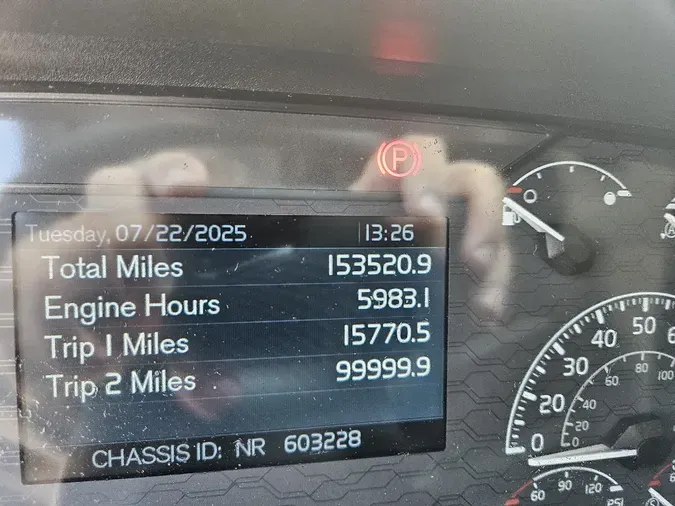 P
Tuesday, 07/22/2025 13:26
Total Miles 153520.9
Engine Hours 5983.1
Trip 1 Miles 15770.5
Trip 2 Miles 99999.9
CHASSIS ID: NR 603228
0
0 20 30 40 50
0 40 60 80 100
60 90 120 PSI